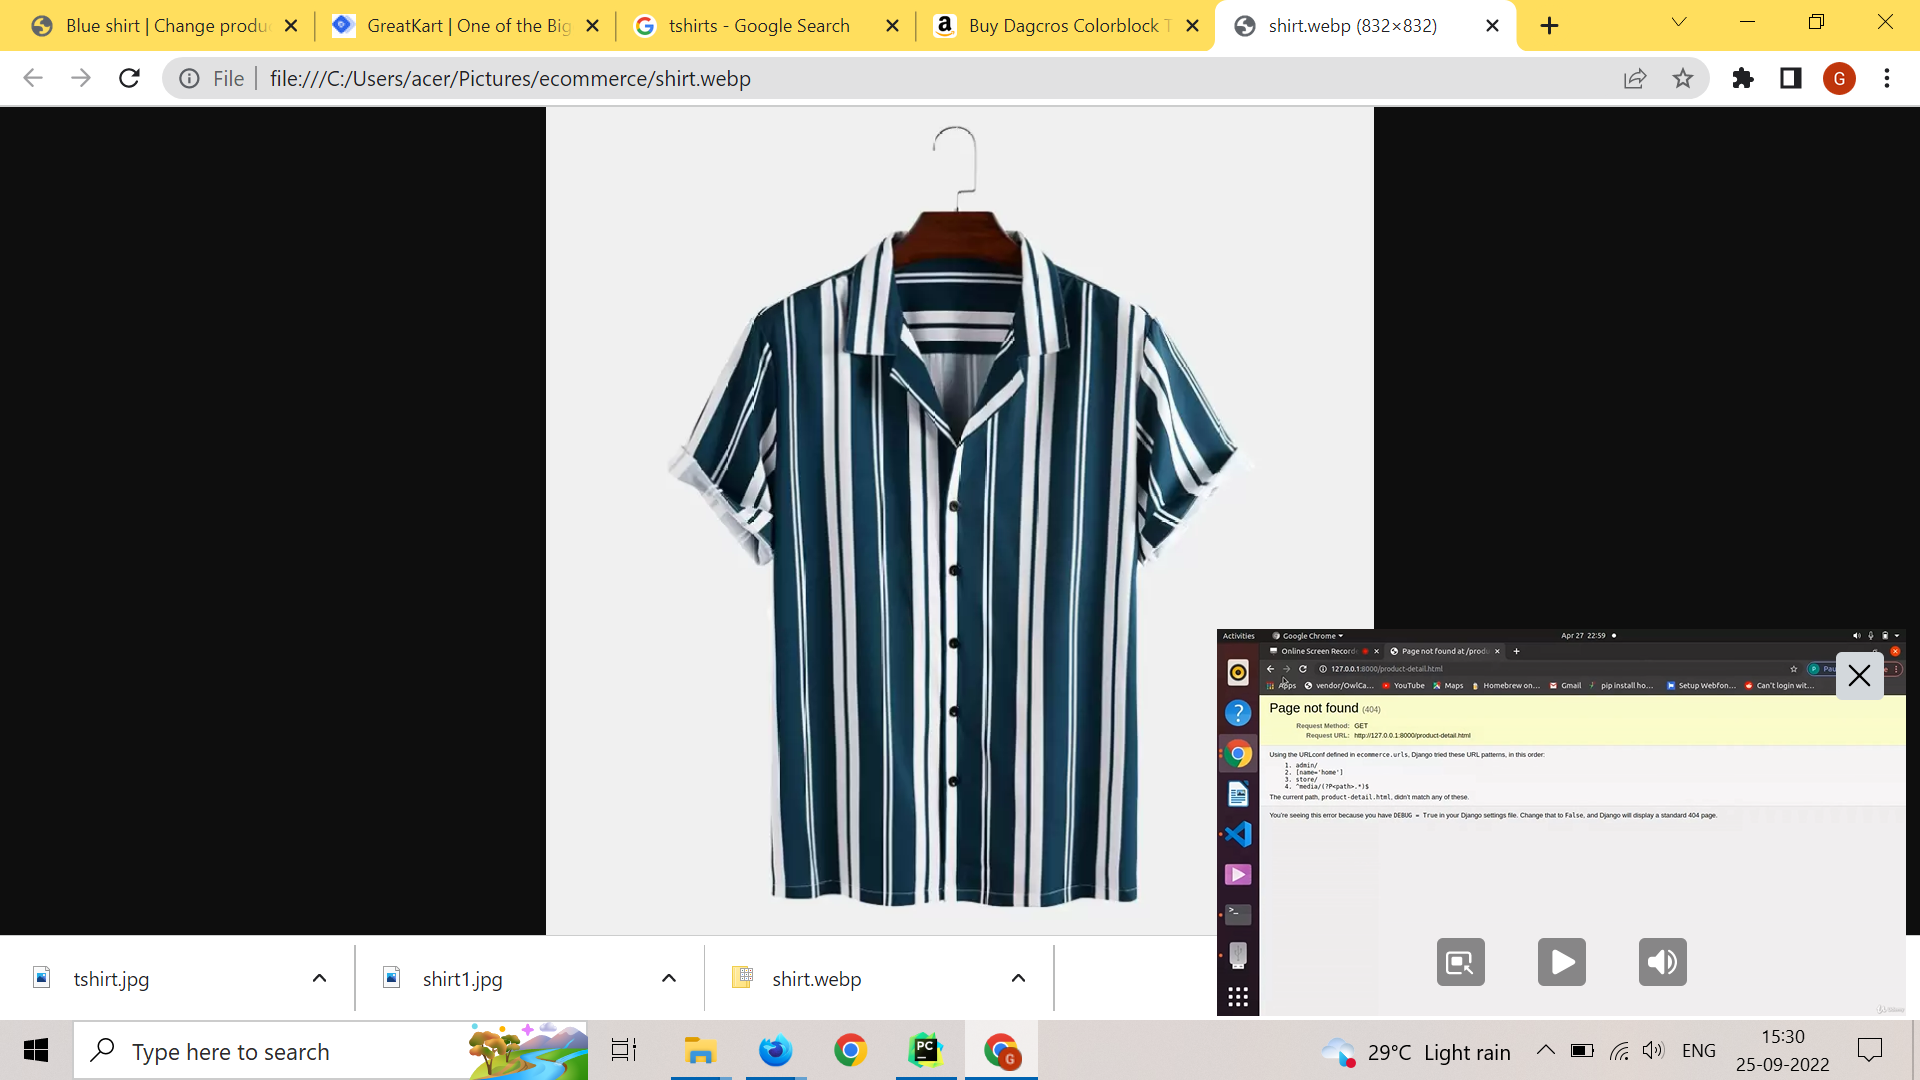 Blue shirt | Change produ
GreatKart | One of the Big
tshirts - Google Search
Buy Dagcros Colorblock T
shirt.webp (832×832)
File
file:///C:/Users/acer/Pictures/ecommerce/shirt.webp
G
Activities
Google Chrome
Apr 27 22:59
Online Screen Record
Page not found at /produ
127.0.0.1:8000/product-detail.html
Pau
Apps
vendor/OwlCa...
YouTube
Maps
Homebrew on...
Gmail
pip install ho...
Setup Webfon...
Can't login wit...
Page not found (404)
Request Method: GET
Request URL: http://127.0.0.1:8000/product-detail.html
Using the URLconf defined in ecommerce.urls, Django tried these URL patterns, in this order:
1. admin/
2. [name='home']
3. store/
4. ^media/(?P<path>.*)$
The current path, product-detail.html, didn't match any of these.
You're seeing this error because you have DEBUG = True in your Django settings file. Change that to False, and Django will display a standard 404 page.
tshirt.jpg
shirt1.jpg
shirt.webp
Type here to search
PC
G
29°C Light rain
ENG
15:30
25-09-2022